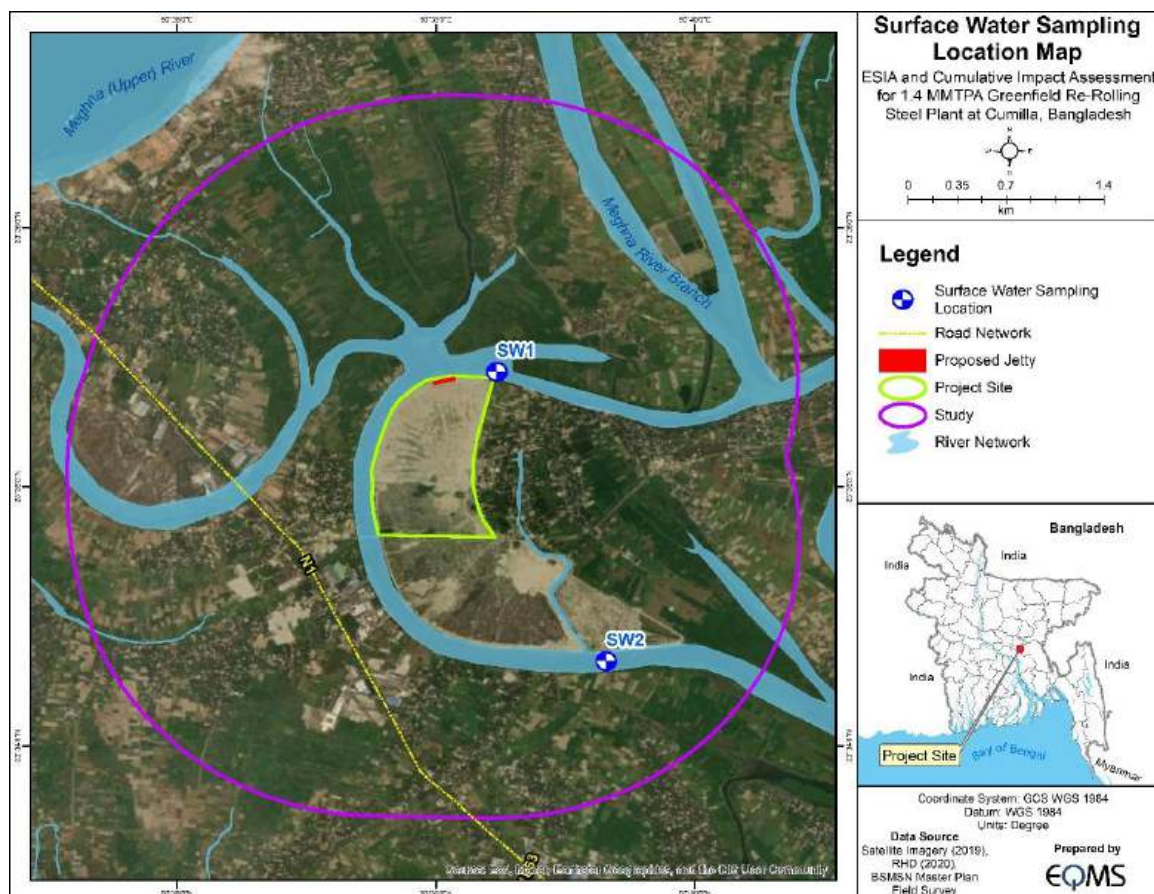 Surface Water Sampling
Location Map
ESIA and Cumulative Impact Assessment
for 1.4 MMTPA Greenfield Re-Rolling
Steel Plant at Cumilla, Bangladesh
0 0.35 0.7 1.4
km
Legend
Surface Water Sampling
Location
Road Network
Proposed Jetty
Project Site
Study
River Network
Meghna (Upper) River
Meghna River Branch
SW1
N1
SW2
Bangladesh
India
India
India
India
Myanmar
Bay of Bengal
Project Site
Coordinate System: GCS WGS 1984
Datum: WGS 1984
Units: Degree
Data Source
Satellite Imagery (2019),
RHD (2020),
BSMSN Master Plan
Field Survey
Prepared by
EQMS